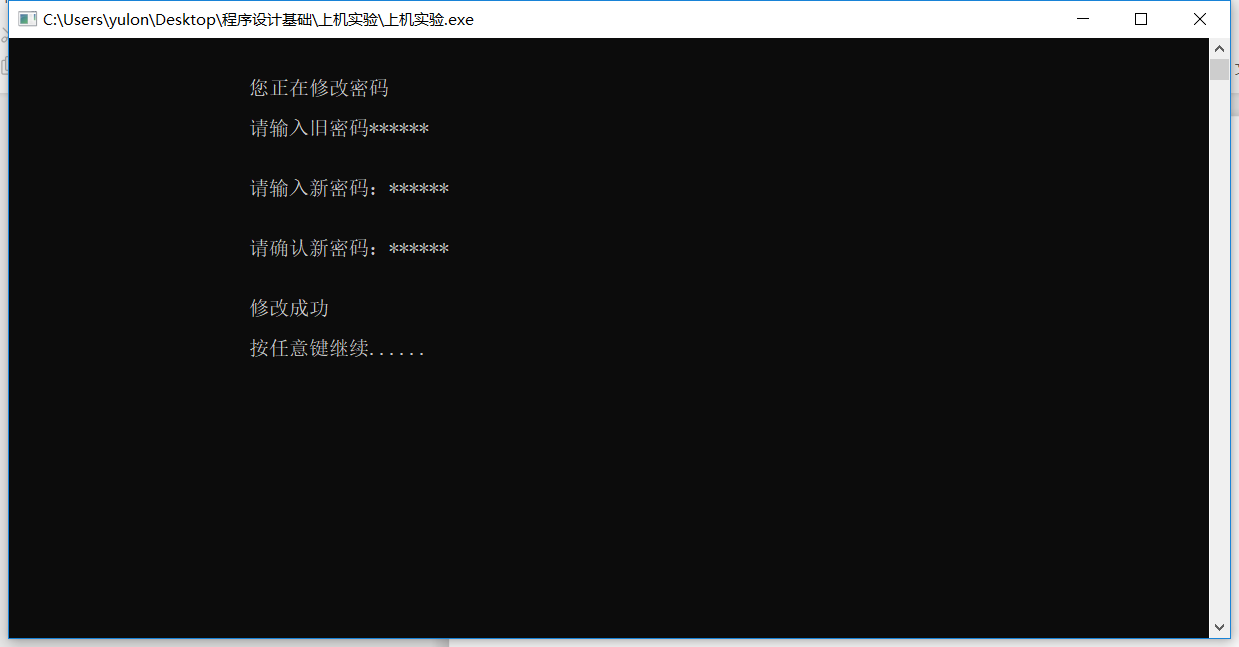 C:\Users\yulon\Desktop\程序设计基础\上机实验\上机实验.exe
您正在修改密码
请输入旧密码******
请输入新密码：******
请确认新密码：******
修改成功
按任意键继续......